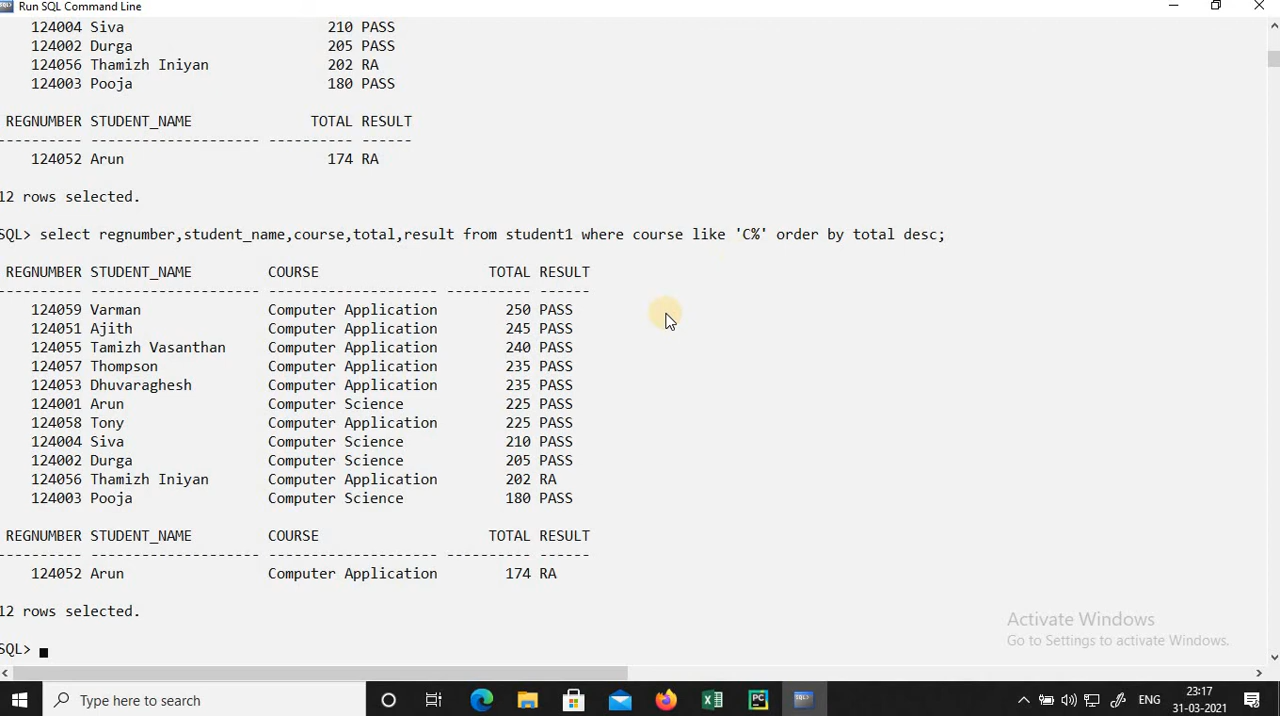 Run SQL Command Line
124004 Siva 210 PASS
124002 Durga 205 PASS
124056 Thamizh Iniyan 202 RA
124003 Pooja 180 PASS
REGNUMBER STUDENT_NAME TOTAL RESULT
---------- -------------------- ---------- ------
124052 Arun 174 RA
12 rows selected.
SQL> select regnumber,student_name,course,total,result from student1 where course like 'C%' order by total desc;
REGNUMBER STUDENT_NAME COURSE TOTAL RESULT
---------- -------------------- -------------------- ---------- ------
124059 Varman Computer Application 250 PASS
124051 Ajith Computer Application 245 PASS
124055 Tamizh Vasanthan Computer Application 240 PASS
124057 Thompson Computer Application 235 PASS
124053 Dhuvaraghesh Computer Application 235 PASS
124001 Arun Computer Science 225 PASS
124058 Tony Computer Application 225 PASS
124004 Siva Computer Science 210 PASS
124002 Durga Computer Science 205 PASS
124056 Thamizh Iniyan Computer Application 202 RA
124003 Pooja Computer Science 180 PASS
REGNUMBER STUDENT_NAME COURSE TOTAL RESULT
---------- -------------------- -------------------- ---------- ------
124052 Arun Computer Application 174 RA
12 rows selected.
SQL>
Activate Windows
Go to Settings to activate Windows.
Type here to search
ENG
23:17
31-03-2021